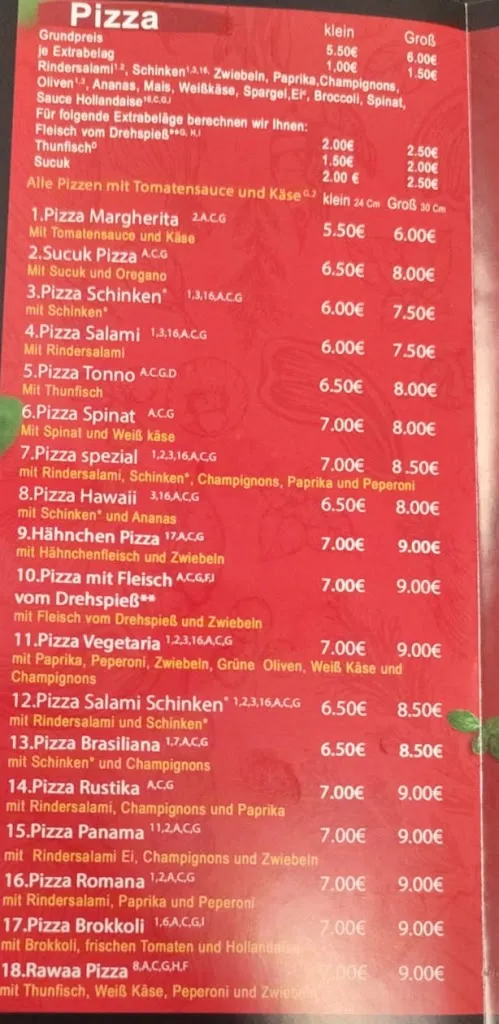 Pizza klein Groß
Grundpreis 5.50€ 6.00€
je Extrabelag 1,00€ 1.50€
Rindersalami¹·², Schinken¹·³·¹⁶, Zwiebeln, Paprika,Champignons,
Oliven¹·³, Ananas, Mais, Weißkäse, Spargel,Ei, Broccoli, Spinat,
Sauce Hollandaise
Für folgende Extrabeläge berechnen wir Ihnen:
Fleisch vom Drehspieß** G, H,I 2.00€ 2.50€
Thunfisch D 1.50€ 2.00€
Sucuk 2.00 € 2.50€
Alle Pizzen mit Tomatensauce und Käse G,2 klein 24 Cm Groß 30 Cm
1.Pizza Margherita 2,A,C,G 5.50€ 6.00€
Mit Tomatensauce und Käse
2.Sucuk Pizza A,C,G 6.50€ 8.00€
Mit Sucuk und Oregano
3.Pizza Schinken* 1,3,16,A,C,G 6.00€ 7.50€
mit Schinken*
4.Pizza Salami 1,3,16,A,C,G 6.00€ 7.50€
Mit Rindersalami
5.Pizza Tonno A,C,G,D 6.50€ 8.00€
Mit Thunfisch
6.Pizza Spinat A,C,G 7.00€ 8.00€
Mit Spinat und Weiß käse
7.Pizza spezial 1,2,3,16,A,C,G 7.00€ 8.50€
mit Rindersalami, Schinken*, Champignons, Paprika und Peperoni
8.Pizza Hawaii 3,16,A,C,G 6.50€ 8.00€
mit Schinken* und Ananas
9.Hähnchen Pizza 17,A,C,G 7.00€ 9.00€
mit Hähnchenfleisch und Zwiebeln
10.Pizza mit Fleisch A,C,G,F,I 7.00€ 9.00€
vom Drehspieß**
mit Fleisch vom Drehspieß und Zwiebeln
11.Pizza Vegetaria 1,2,3,16,A,C,G 7.00€ 9.00€
mit Paprika, Peperoni, Zwiebeln, Grüne Oliven, Weiß Käse und
Champignons
12.Pizza Salami Schinken* 1,2,3,16,A,C,G 6.50€ 8.50€
mit Rindersalami und Schinken*
13.Pizza Brasiliana 1,7,A,C,G 6.50€ 8.50€
mit Schinken* und Champignons
14.Pizza Rustika A,C,G 7.00€ 9.00€
mit Rindersalami, Champignons und Paprika
15.Pizza Panama 11,2,A,C,G 7.00€ 9.00€
mit Rindersalami Ei, Champignons und Zwiebeln
16.Pizza Romana 1,2,A,C,G 7.00€ 9.00€
mit Rindersalami, Paprika und Peperoni
17.Pizza Brokkoli 1,6,A,C,G,I 7.00€ 9.00€
mit Brokkoli, frischen Tomaten und Hollandaise
18.Rawaa Pizza 8,A,C,G,H,F 7.00€ 9.00€
mit Thunfisch, Weiß Käse, Peperoni und Zwiebeln